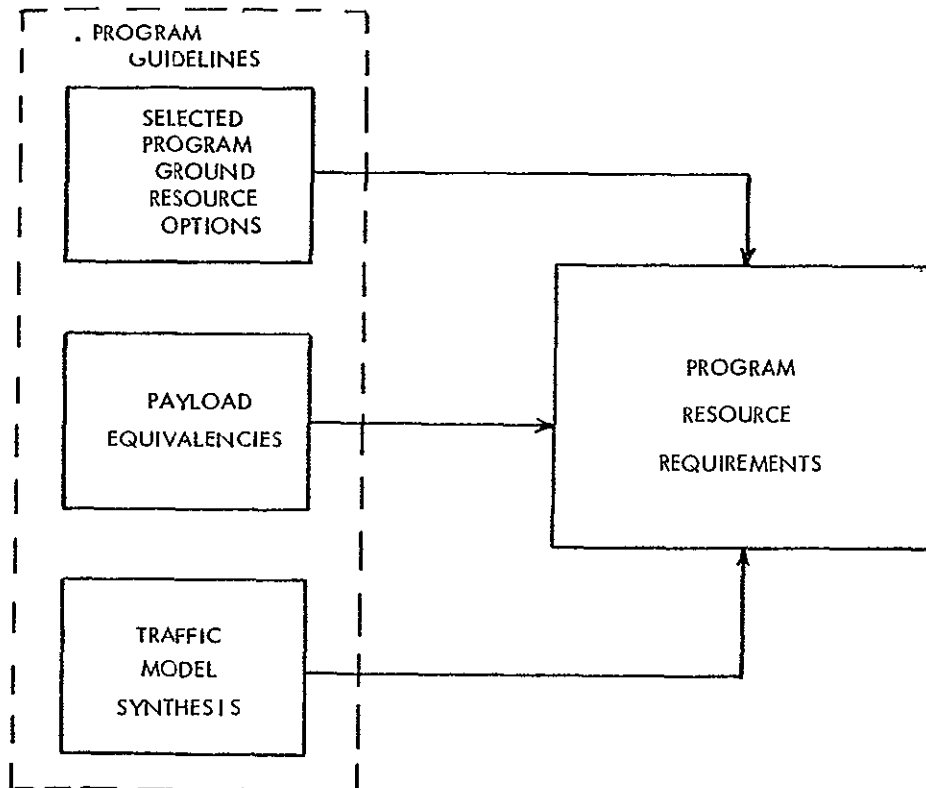 . PROGRAM
GUIDELINES
SELECTED
PROGRAM
GROUND
RESOURCE
OPTIONS
PAYLOAD
EQUIVALENCIES
TRAFFIC
MODEL
SYNTHESIS
PROGRAM
RESOURCE
REQUIREMENTS